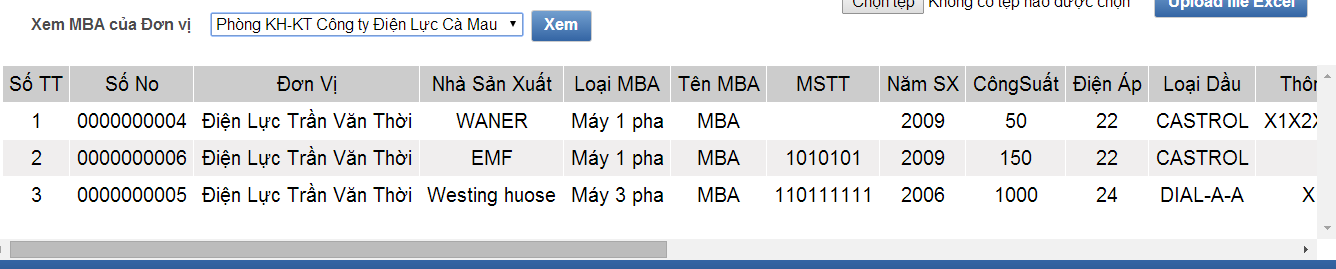 Chọn tệp Không có tệp nào được chọn Upload file Excel
Xem MBA của Đơn vị Phòng KH-KT Công ty Điện Lực Cà Mau Xem
Số TT Số No Đơn Vị Nhà Sản Xuất Loại MBA Tên MBA MSTT Năm SX CôngSuất Điện Áp Loại Dầu Thôn
1 0000000004 Điện Lực Trần Văn Thời WANER Máy 1 pha MBA 2009 50 22 CASTROL X1X2X
2 0000000006 Điện Lực Trần Văn Thời EMF Máy 1 pha MBA 1010101 2009 150 22 CASTROL
3 0000000005 Điện Lực Trần Văn Thời Westing huose Máy 3 pha MBA 110111111 2006 1000 24 DIAL-A-A X